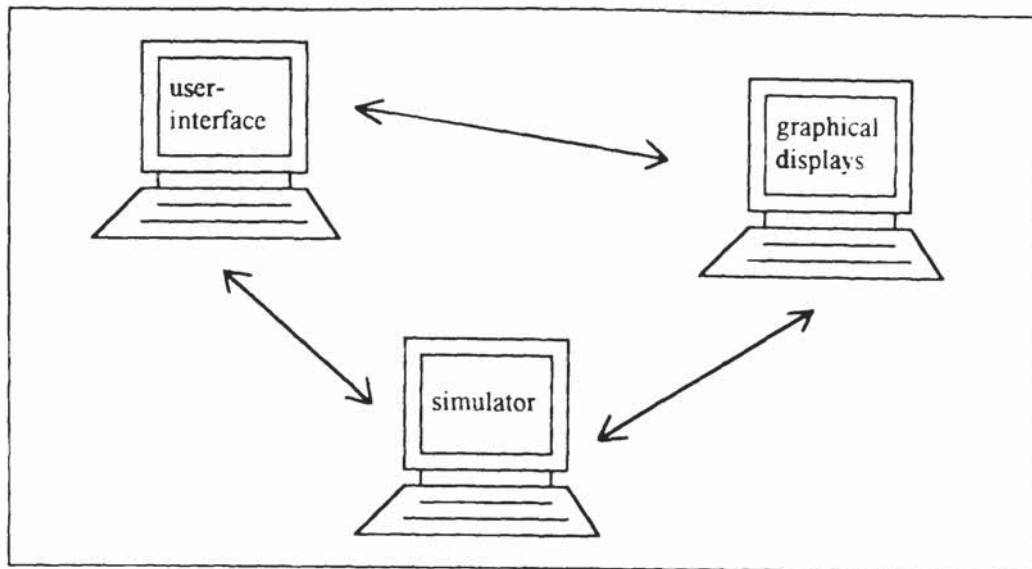 user-
interface
graphical
displays
simulator